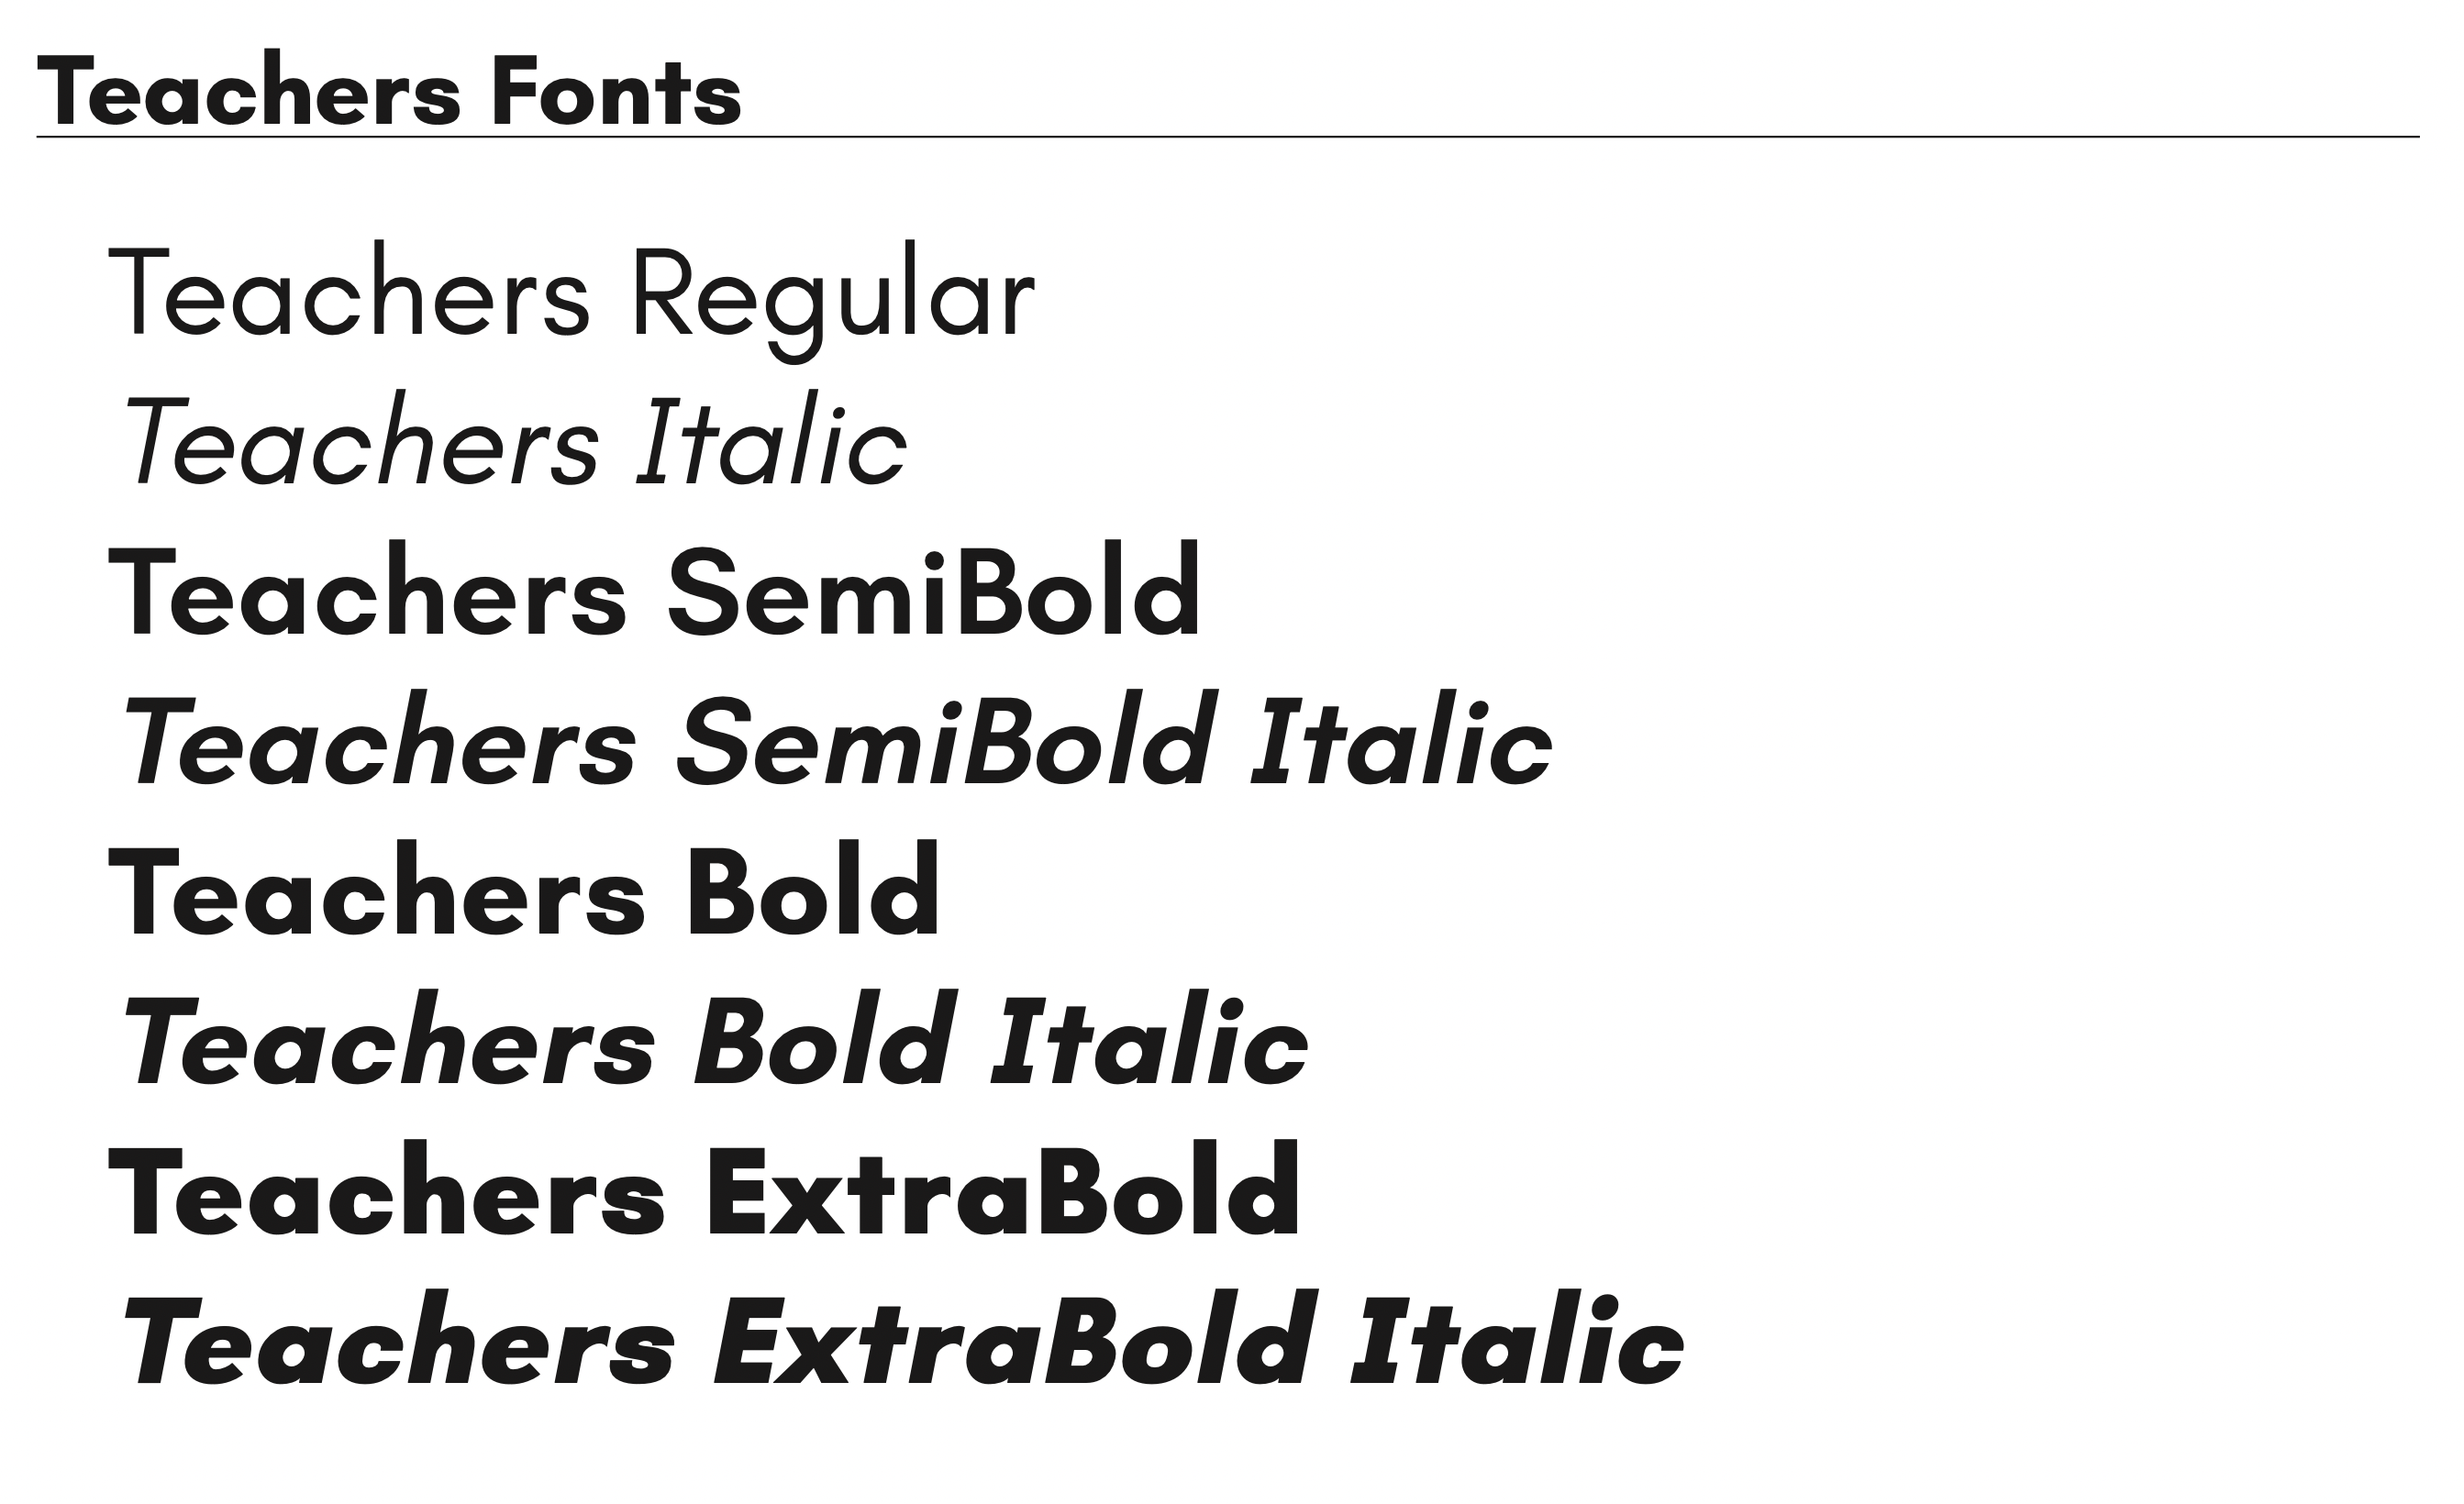 Teachers Fonts
Teachers Regular
Teachers Italic
Teachers SemiBold
Teachers SemiBold Italic
Teachers Bold
Teachers Bold Italic
Teachers ExtraBold
Teachers ExtraBold Italic